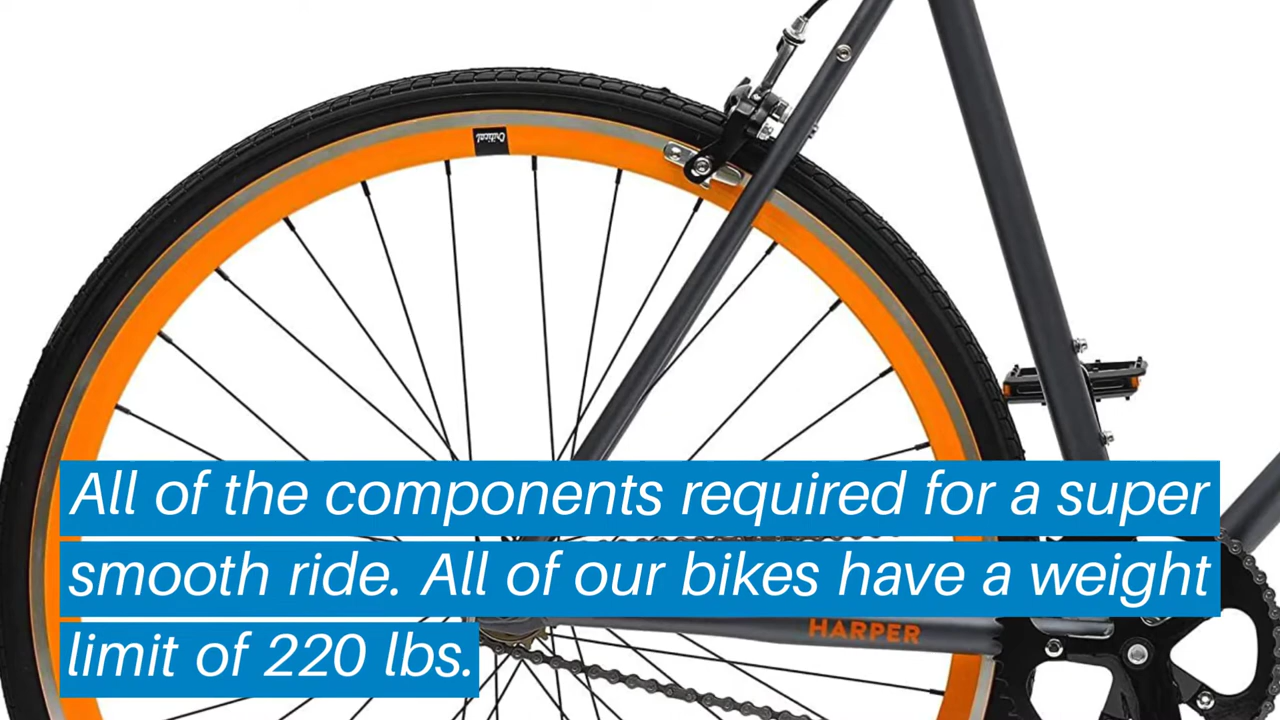 Critical
All of the components required for a super
smooth ride. All of our bikes have a weight
limit of 220 lbs.
HARPER